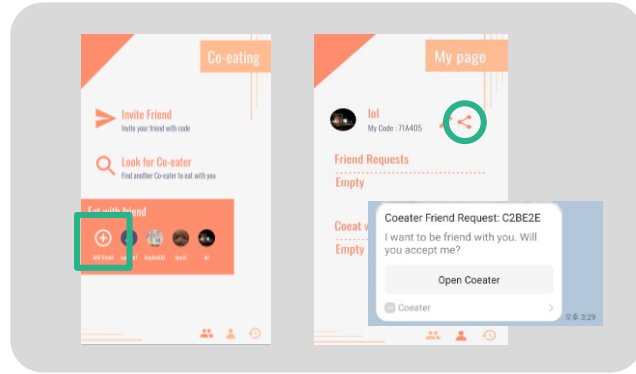 Co-eating
Invite Friend
Invite your friend with code
Look for Co-eater
Find another Co-eater to eat with you
Eat with friend
Add friend
lol
My page
lol
My Code : 71A405
Friend Requests
Empty
Coeat
Empty
Coeater Friend Request: C2BE2E
I want to be friend with you. Will
you accept me?
Open Coeater
Coeater
오후 3:29